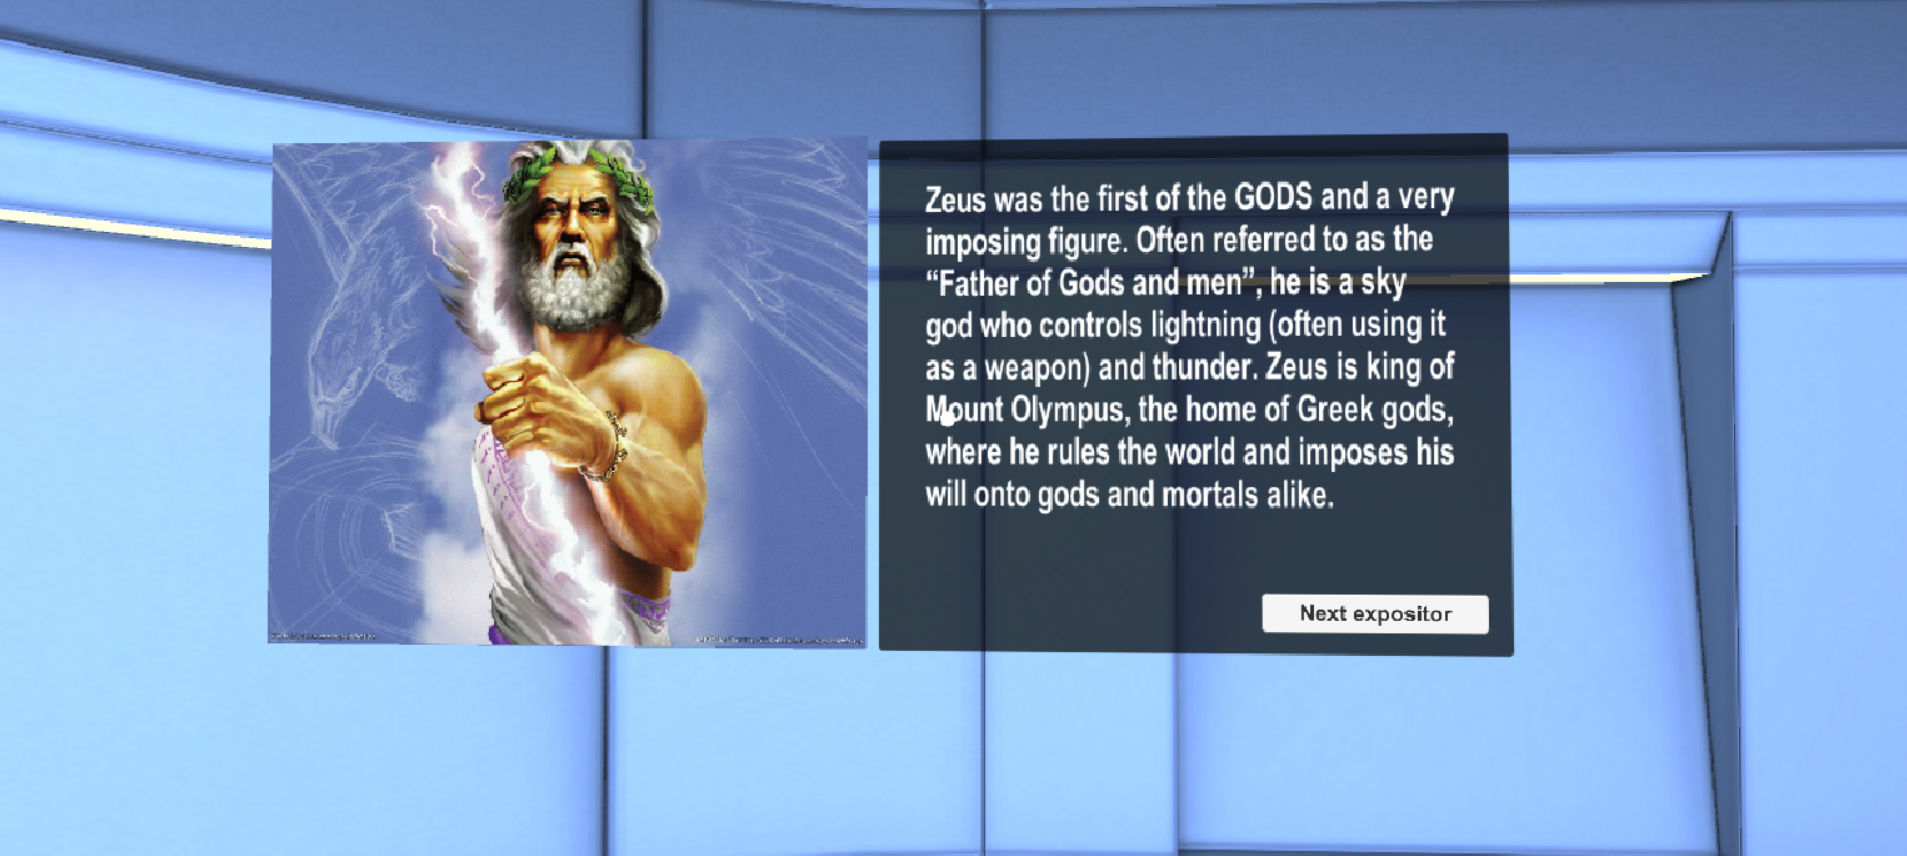 Zeus was the first of the GODS and a very
imposing figure. Often referred to as the
“Father of Gods and men”, he is a sky
god who controls lightning (often using it
as a weapon) and thunder. Zeus is king of
Mount Olympus, the home of Greek gods,
where he rules the world and imposes his
will onto gods and mortals alike.
Next expositor